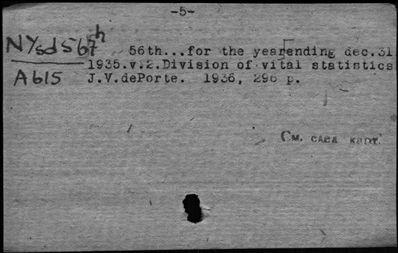 -5-
NYsd56th
A615
56th...for the yearending dec.31
1935.v.2.Division of vital statistics
J.V.dePorte. 1936, 296 p.
См. след карт.